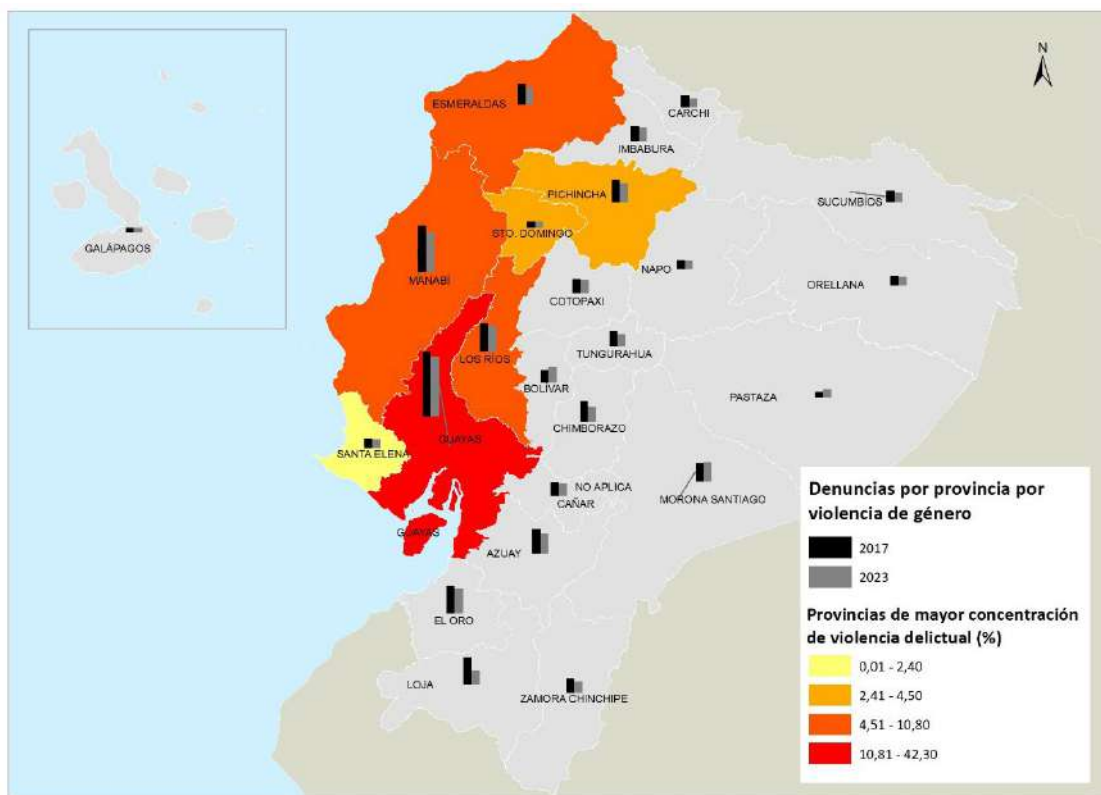 N
ESMERALDAS
CARCHI
IMBABURA
PICHINCHA
SUCUMBÍOS
STO. DOMINGO
GALÁPAGOS
NAPO
MANABÍ
ORELLANA
COTOPAXI
LOS RÍOS
TUNGURAHUA
BOLIVAR
PASTAZA
CHIMBORAZO
GUAYAS
SANTA ELENA
NO APLICA
MORONA SANTIAGO
CAÑAR
GUAYAS
AZUAY
EL ORO
LOJA
ZAMORA CHINCHIPE
Denuncias por provincia por
violencia de género
2017
2023
Provincias de mayor concentración
de violencia delictual (%)
0,01 - 2,40
2,41 - 4,50
4,51 - 10,80
10,81 - 42,30